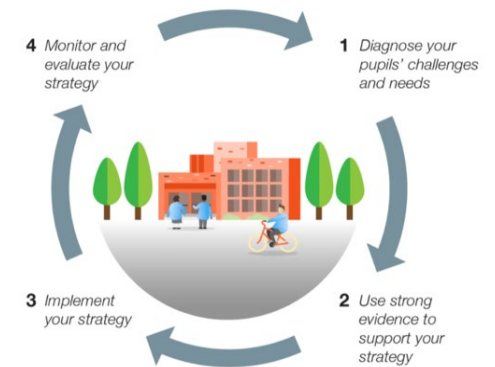 1 Diagnose your
pupils’ challenges
and needs
2 Use strong
evidence to
support your
strategy
3 Implement
your strategy
4 Monitor and
evaluate your
strategy